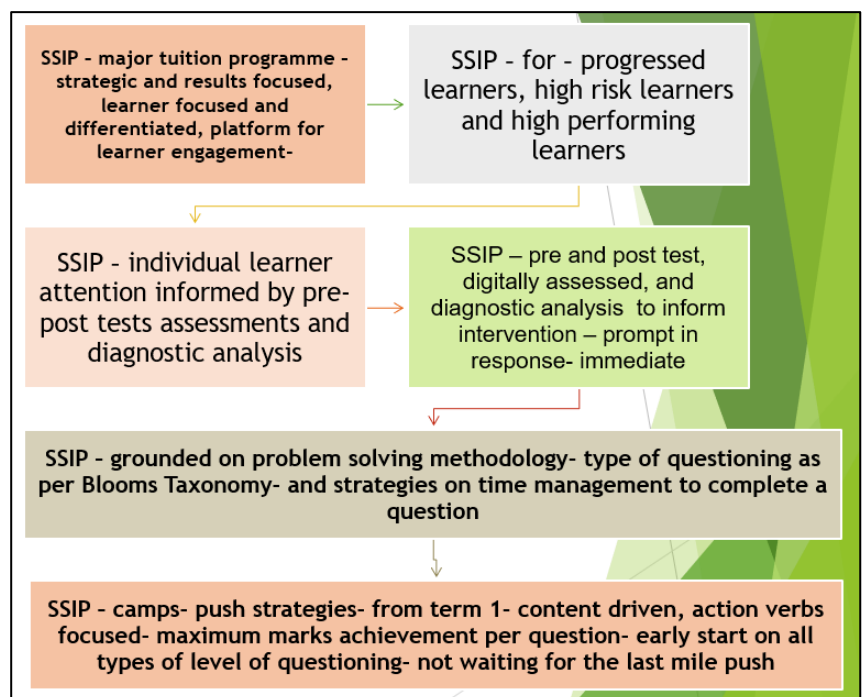 SSIP – major tuition programme –
strategic and results focused,
learner focused and
differentiated, platform for
learner engagement-
SSIP – for – progressed
learners, high risk learners
and high performing
learners
SSIP – individual learner
attention informed by pre-
post tests assessments and
diagnostic analysis
SSIP – pre and post test,
digitally assessed, and
diagnostic analysis to inform
intervention – prompt in
response- immediate
SSIP – grounded on problem solving methodology- type of questioning as
per Blooms Taxonomy- and strategies on time management to complete a
question
SSIP – camps- push strategies- from term 1- content driven, action verbs
focused- maximum marks achievement per question- early start on all
types of level of questioning- not waiting for the last mile push